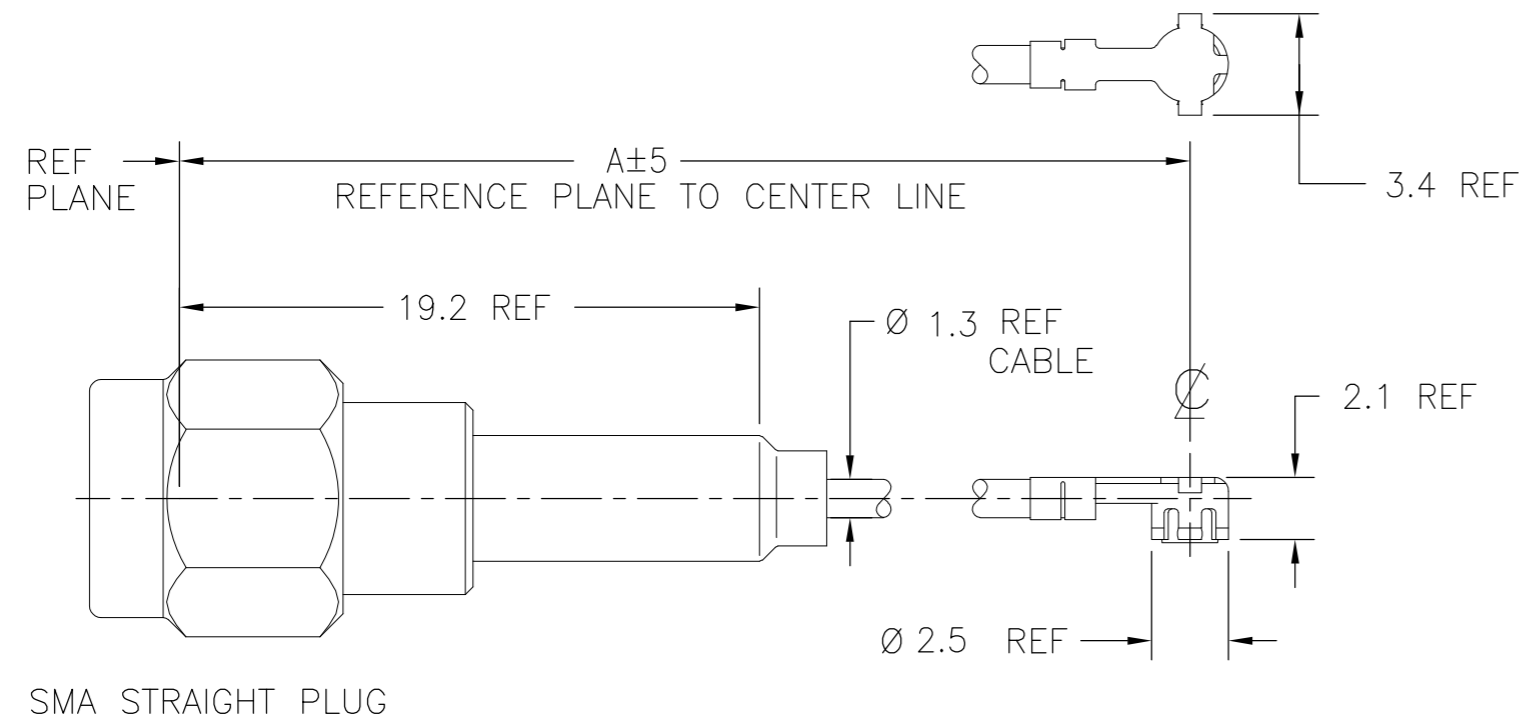 REF
PLANE
A±5
REFERENCE PLANE TO CENTER LINE
3.4 REF
19.2 REF
Ø 1.3 REF
CABLE
℄
2.1 REF
Ø 2.5 REF
SMA STRAIGHT PLUG